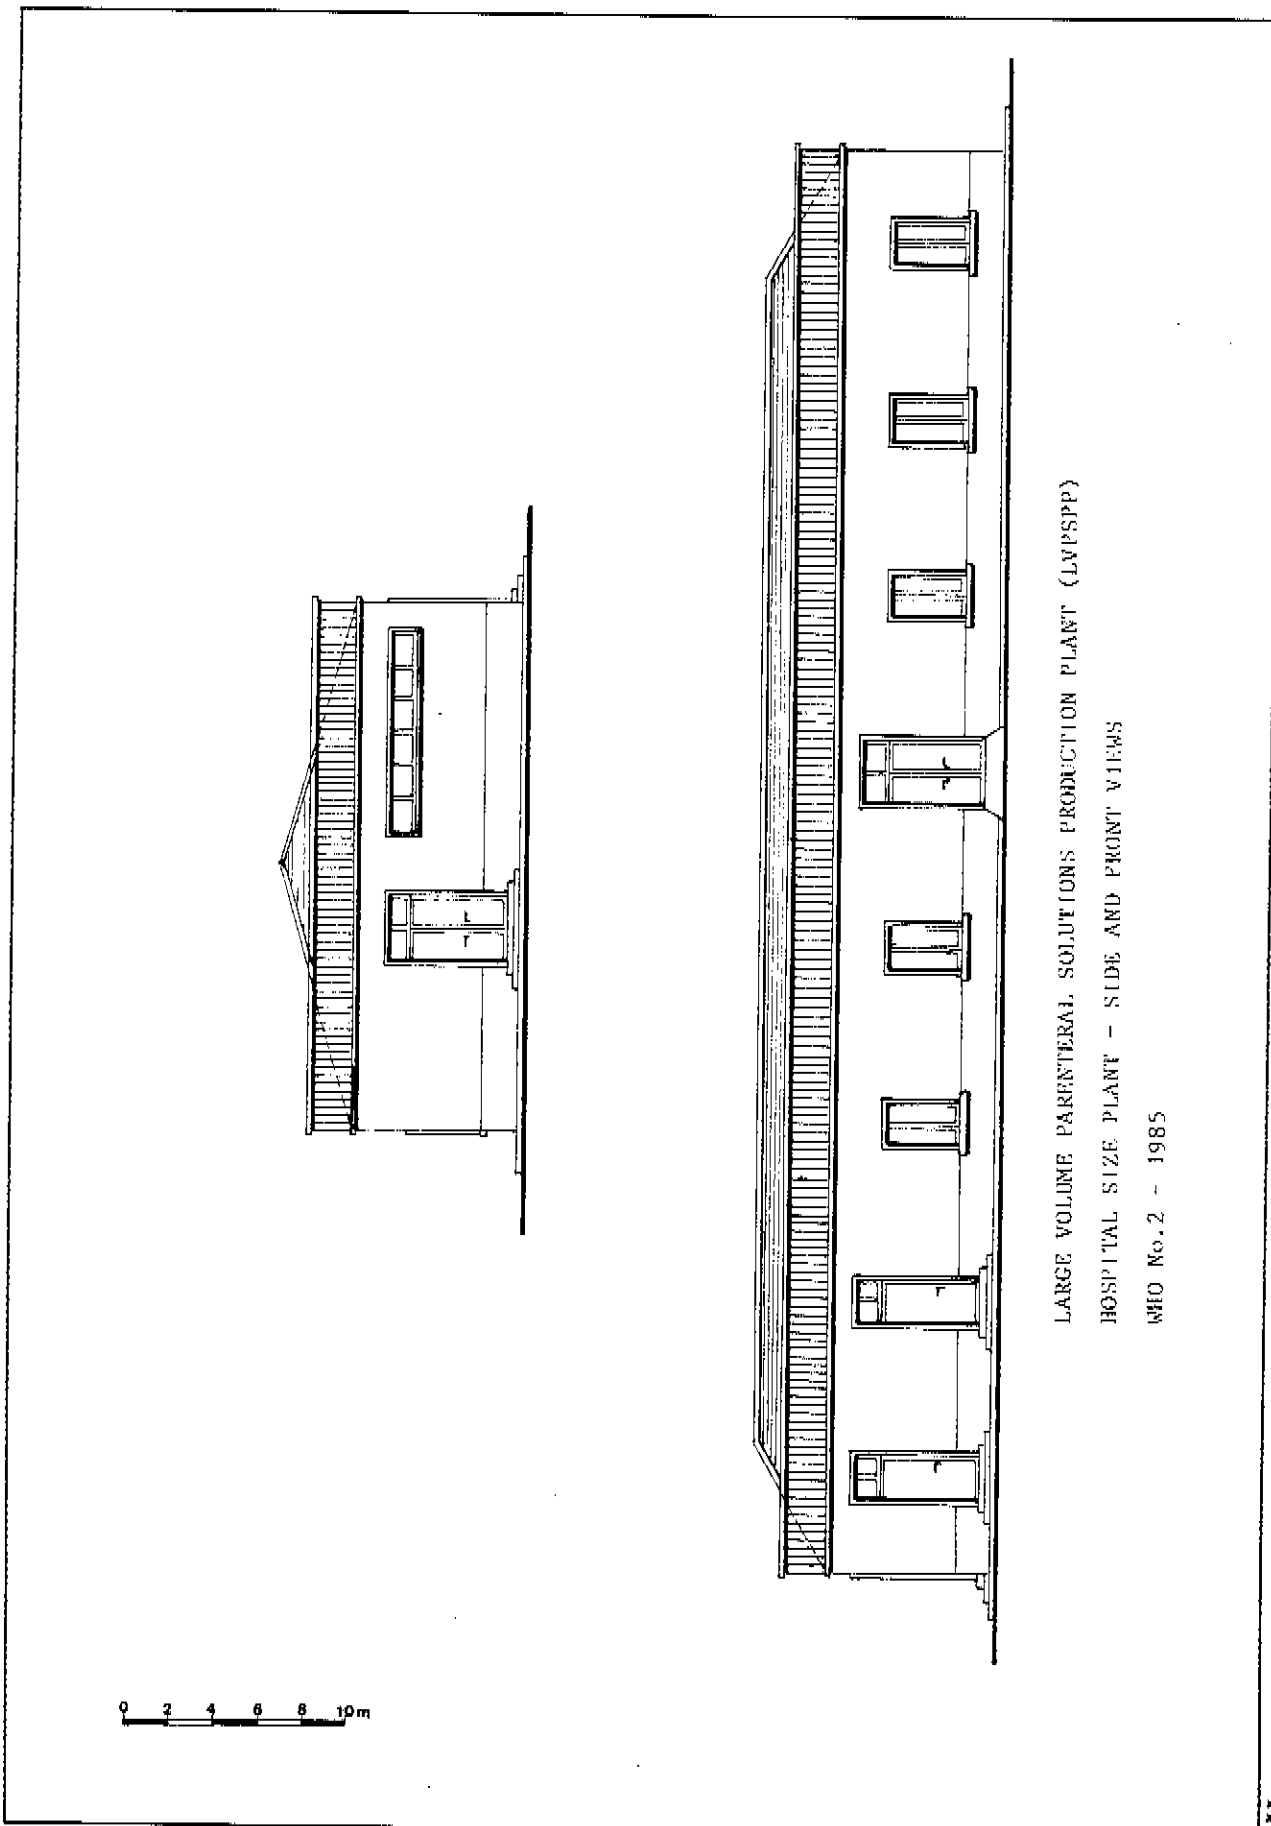 LARGE VOLUME PARENTERAL SOLUTIONS PRODUCTION PLANT (LVPSPP)
HOSPITAL SIZE PLANT - SIDE AND FRONT VIEWS
WHO No.2 - 1985
0 2 4 6 8 10m